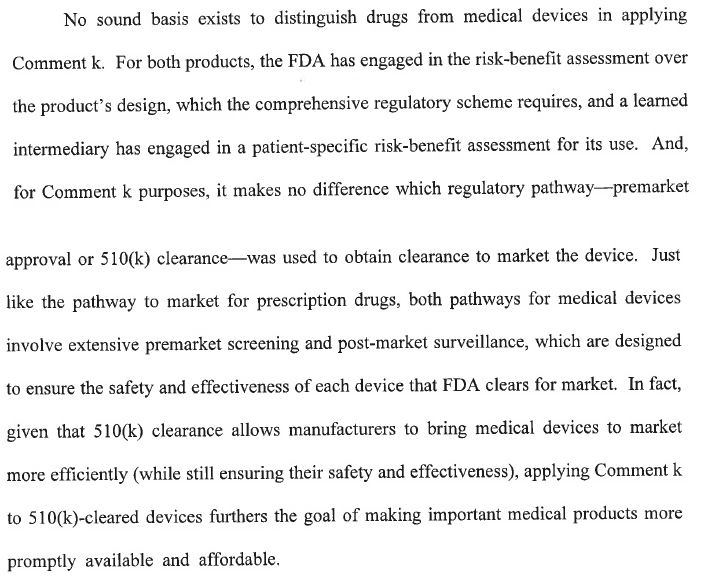 No sound basis exists to distinguish drugs from medical devices in applying
Comment k. For both products, the FDA has engaged in the risk-benefit assessment over
the product's design, which the comprehensive regulatory scheme requires, and a learned
intermediary has engaged in a patient-specific risk-benefit assessment for its use. And,
for Comment k purposes, it makes no difference which regulatory pathway—premarket
approval or 510(k) clearance—was used to obtain clearance to market the device. Just
like the pathway to market for prescription drugs, both pathways for medical devices
involve extensive premarket screening and post-market surveillance, which are designed
to ensure the safety and effectiveness of each device that FDA clears for market. In fact,
given that 510(k) clearance allows manufacturers to bring medical devices to market
more efficiently (while still ensuring their safety and effectiveness), applying Comment k
to 510(k)-cleared devices furthers the goal of making important medical products more
promptly available and affordable.